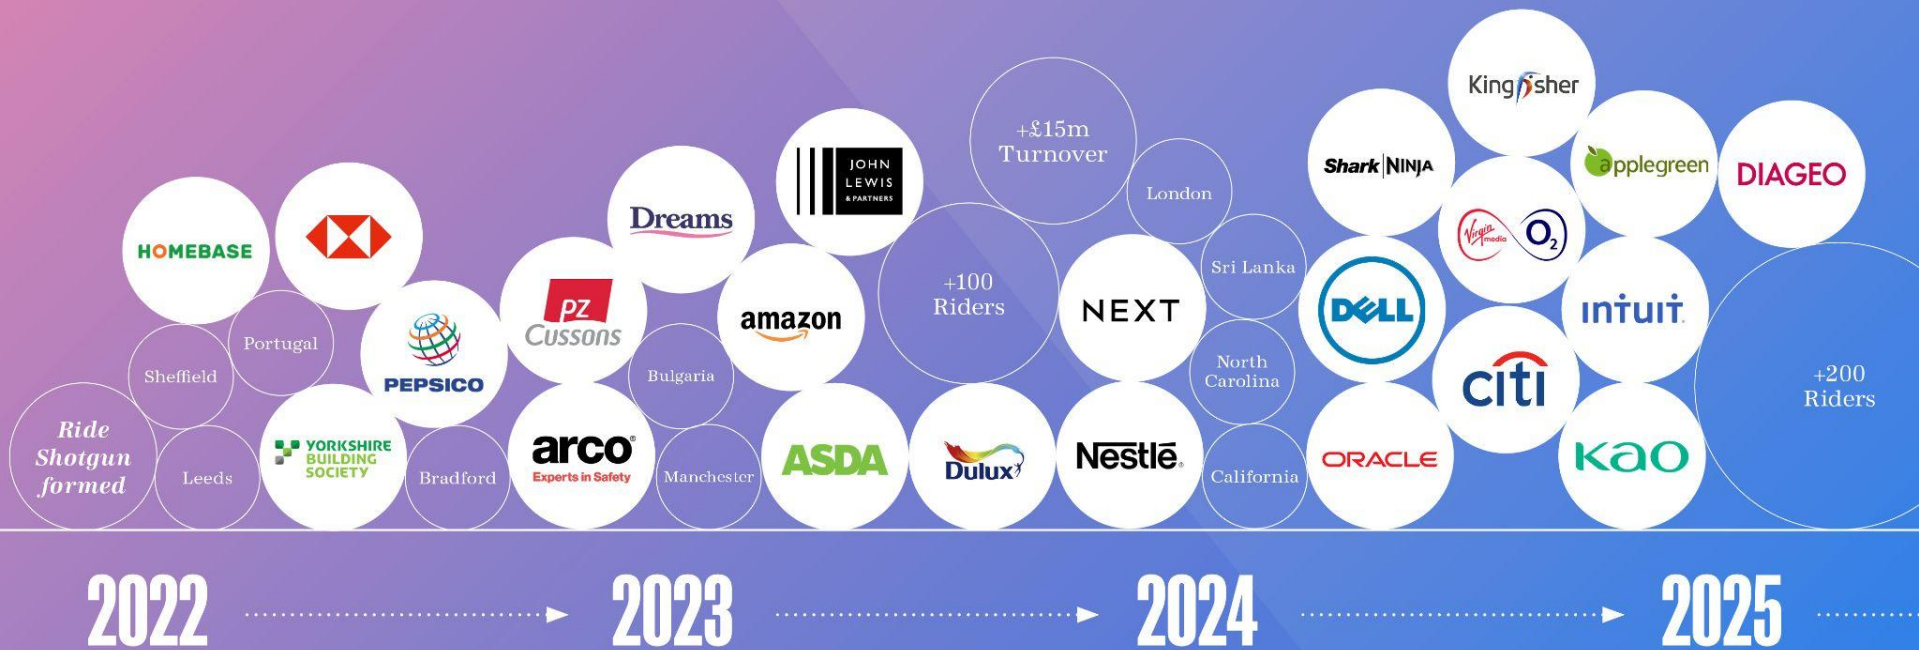 Ride
Shotgun
formed
Sheffield
Leeds
HOMEBASE
Portugal
YORKSHIRE
BUILDING
SOCIETY
PEPSICO
Bradford
PZ
Cussons
arco®
Experts in Safety
Dreams
Bulgaria
Manchester
amazon
JOHN
LEWIS
& PARTNERS
ASDA
+100
Riders
Dulux
+£15m
Turnover
NEXT
Nestlé.
London
Sri Lanka
North
Carolina
California
Shark|NINJA
DELL
ORACLE
Kingfisher
Virgin
media
O2
citi
applegreen
intuit.
Kao
DIAGEO
+200
Riders
2022
2023
2024
2025